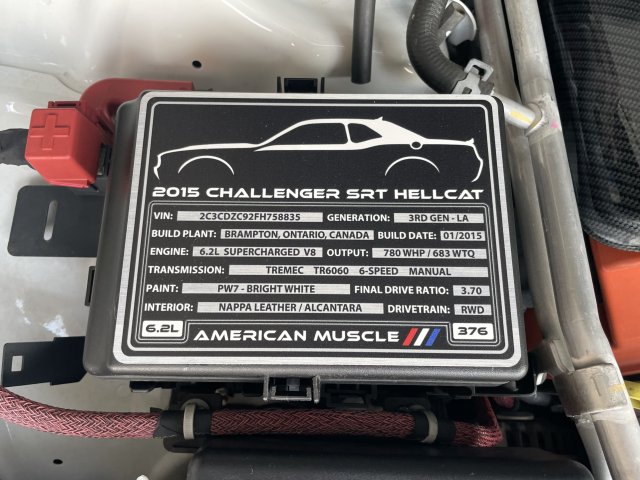 2015 CHALLENGER SRT HELLCAT
VIN: 2C3CDZC92FH758835 GENERATION: 3RD GEN - LA
BUILD PLANT: BRAMPTON, ONTARIO, CANADA BUILD DATE: 01/2015
ENGINE: 6.2L SUPERCHARGED V8 OUTPUT: 780 WHP / 683 WTQ
TRANSMISSION: TREMEC TR6060 6-SPEED MANUAL
PAINT: PW7 - BRIGHT WHITE FINAL DRIVE RATIO: 3.70
INTERIOR: NAPPA LEATHER / ALCANTARA DRIVETRAIN: RWD
6.2L AMERICAN MUSCLE 376